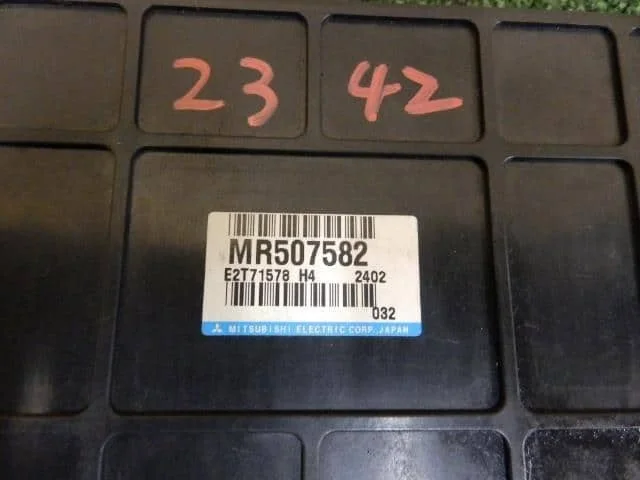 23 42
MR507582
E2T71578 H4 2402
032
MITSUBISHI ELECTRIC CORP., JAPAN